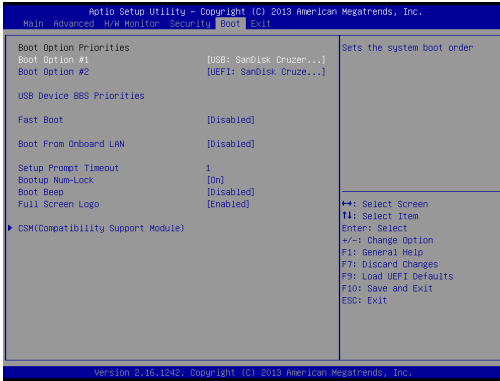 Aptio Setup Utility – Copyright (C) 2013 American Megatrends, Inc.
Main Advanced H/W Monitor Security Boot Exit
Boot Option Priorities
Boot Option #1 [USB: SanDisk Cruzer...]
Boot Option #2 [UEFI: SanDisk Cruze...]
USB Device BBS Priorities
Fast Boot [Disabled]
Boot From Onboard LAN [Disabled]
Setup Prompt Timeout 1
Bootup Num-Lock [On]
Boot Beep [Disabled]
Full Screen Logo [Enabled]
CSM(Compatibility Support Module)
Sets the system boot order
↔: Select Screen
↑↓: Select Item
Enter: Select
+/-: Change Option
F1: General Help
F7: Discard Changes
F9: Load UEFI Defaults
F10: Save and Exit
ESC: Exit
Version 2.16.1242. Copyright (C) 2013 American Megatrends, Inc.